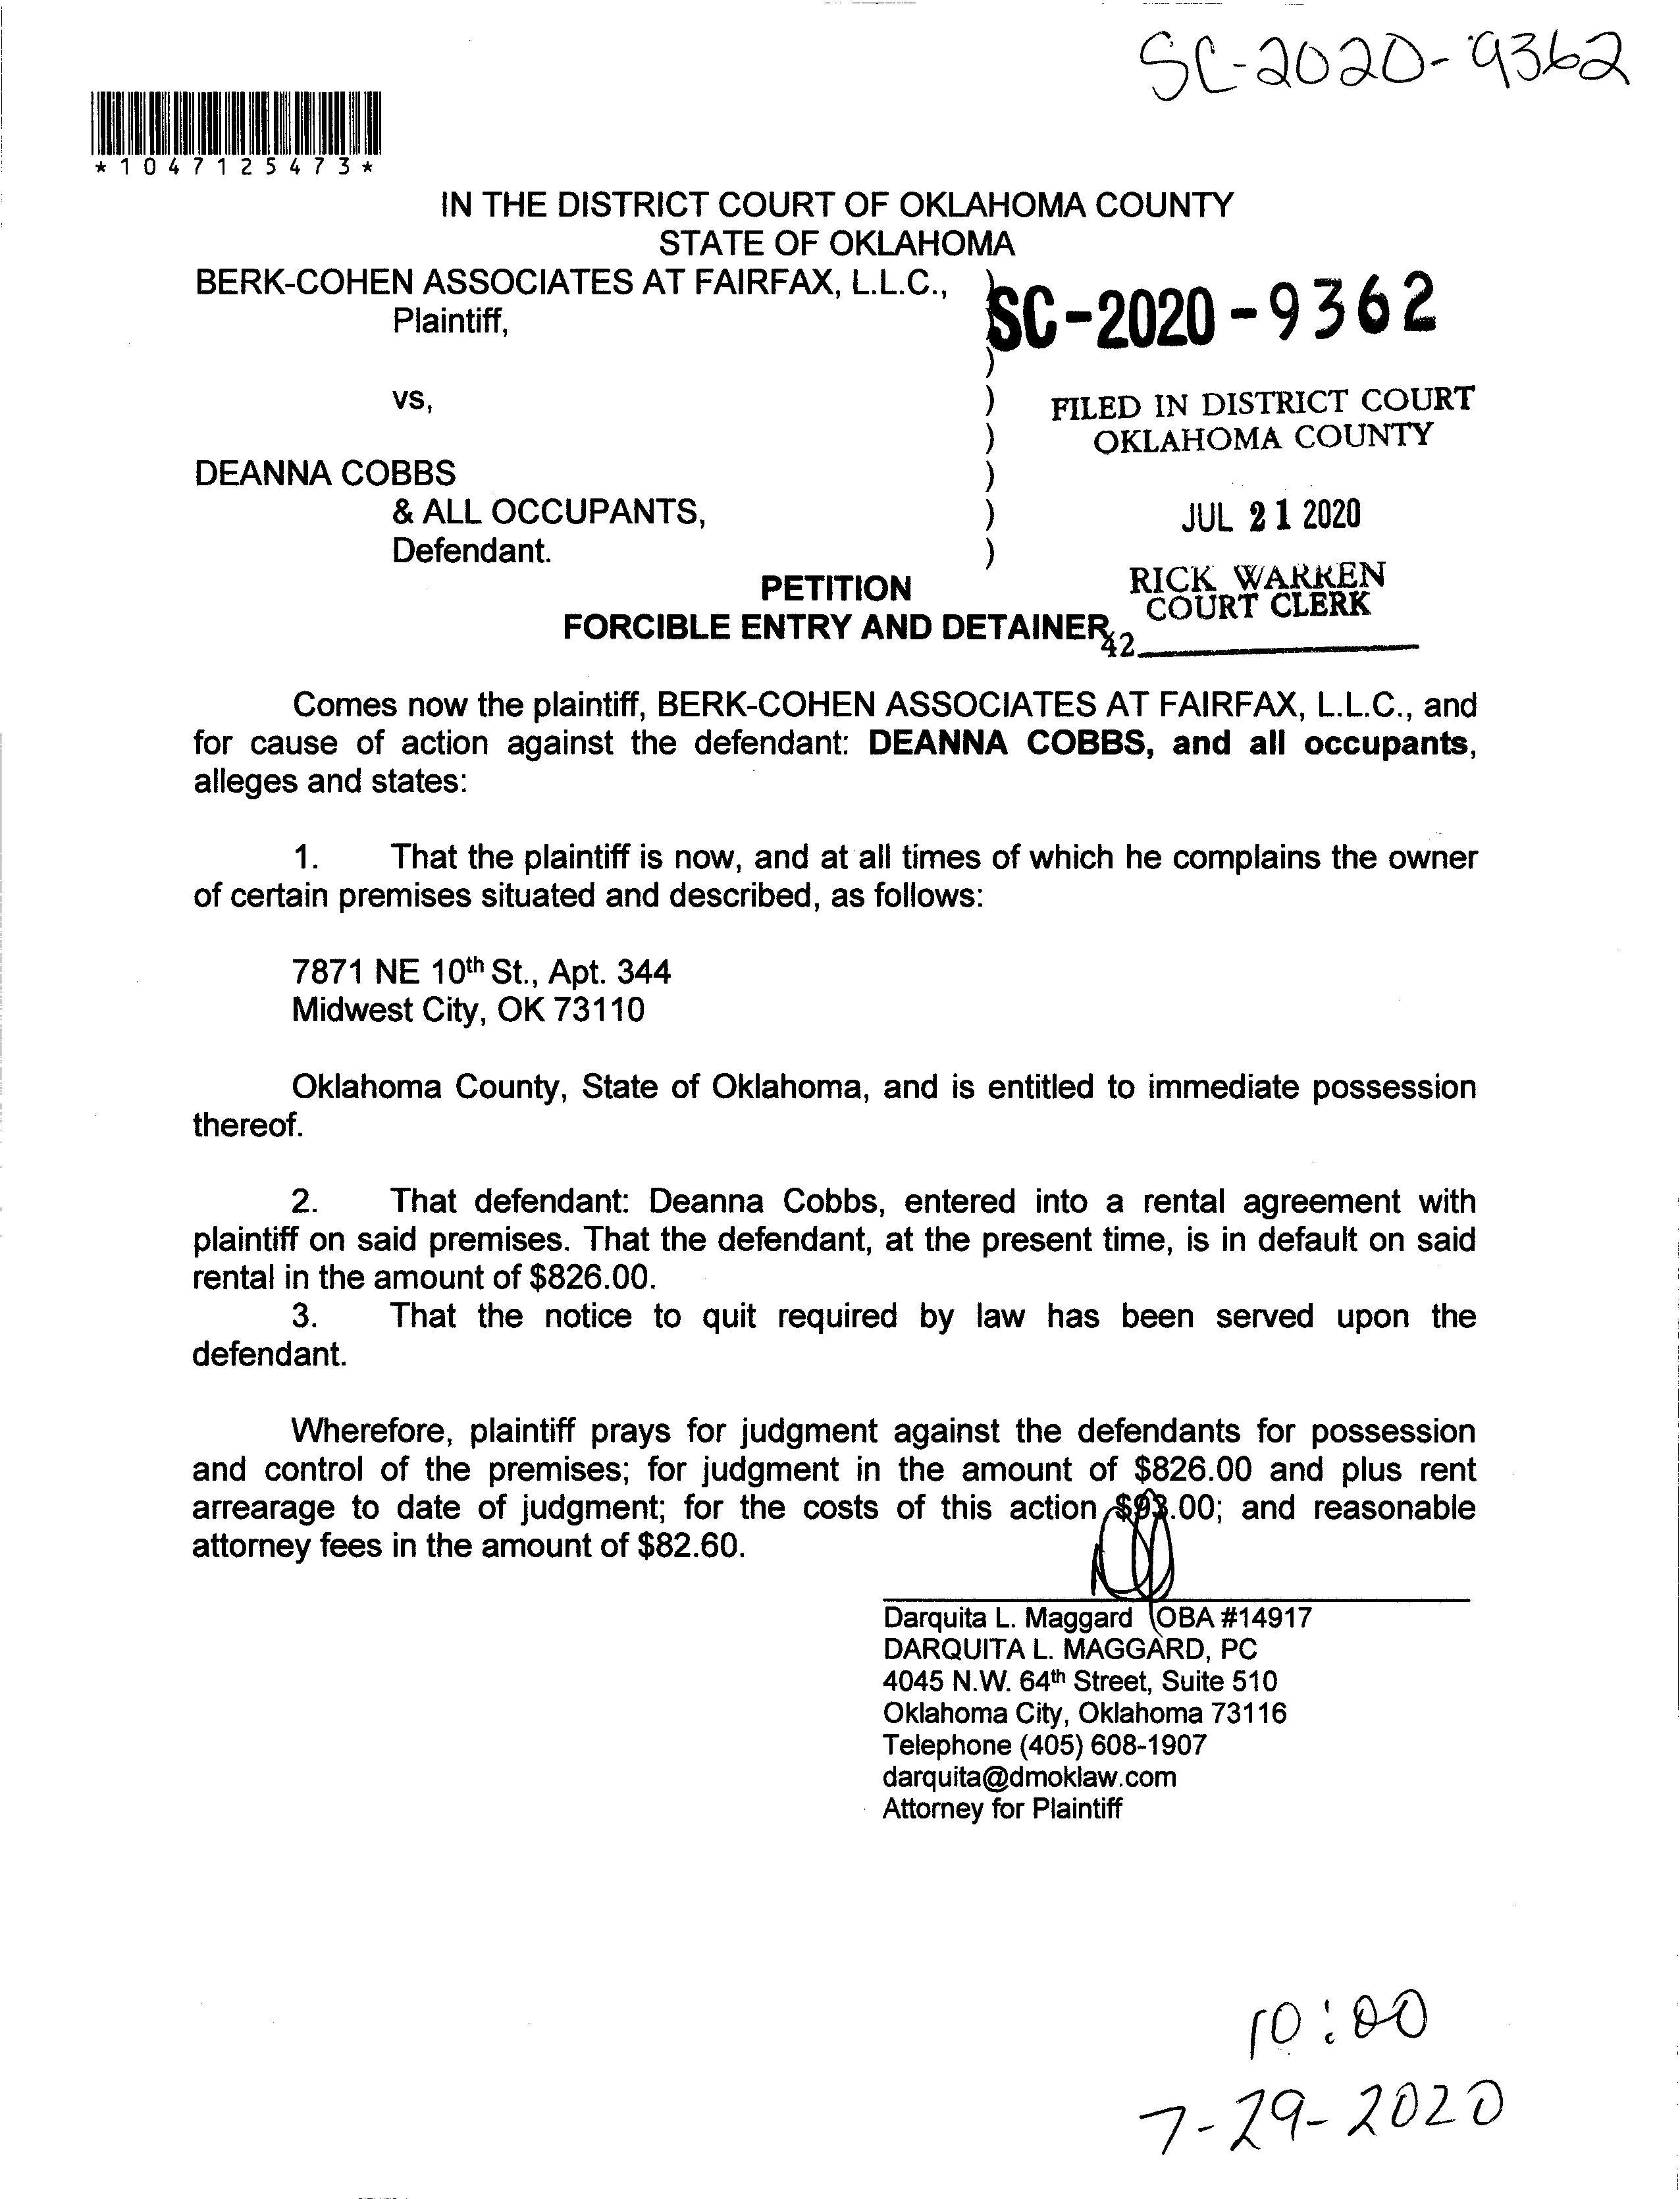 SC-2020-9362
*1047125473*
IN THE DISTRICT COURT OF OKLAHOMA COUNTY
STATE OF OKLAHOMA
BERK-COHEN ASSOCIATES AT FAIRFAX, L.L.C., )
Plaintiff,
SC-2020-9362
)
vs, )
FILED IN DISTRICT COURT
) OKLAHOMA COUNTY
DEANNA COBBS )
& ALL OCCUPANTS, ) JUL 21 2020
Defendant. )
PETITION
RICK WARREN
COURT CLERK
FORCIBLE ENTRY AND DETAINER
42
Comes now the plaintiff, BERK-COHEN ASSOCIATES AT FAIRFAX, L.L.C., and
for cause of action against the defendant: DEANNA COBBS, and all occupants,
alleges and states:
1. That the plaintiff is now, and at all times of which he complains the owner
of certain premises situated and described, as follows:
7871 NE 10th St., Apt. 344
Midwest City, OK 73110
Oklahoma County, State of Oklahoma, and is entitled to immediate possession
thereof.
2. That defendant: Deanna Cobbs, entered into a rental agreement with
plaintiff on said premises. That the defendant, at the present time, is in default on said
rental in the amount of $826.00.
3. That the notice to quit required by law has been served upon the
defendant.
Wherefore, plaintiff prays for judgment against the defendants for possession
and control of the premises; for judgment in the amount of $826.00 and plus rent
arrearage to date of judgment; for the costs of this action $93.00; and reasonable
attorney fees in the amount of $82.60.
Darquita L. Maggard OBA #14917
DARQUITA L. MAGGARD, PC
4045 N.W. 64th Street, Suite 510
Oklahoma City, Oklahoma 73116
Telephone (405) 608-1907
darquita@dmoklaw.com
Attorney for Plaintiff
10:00
7-29-2020